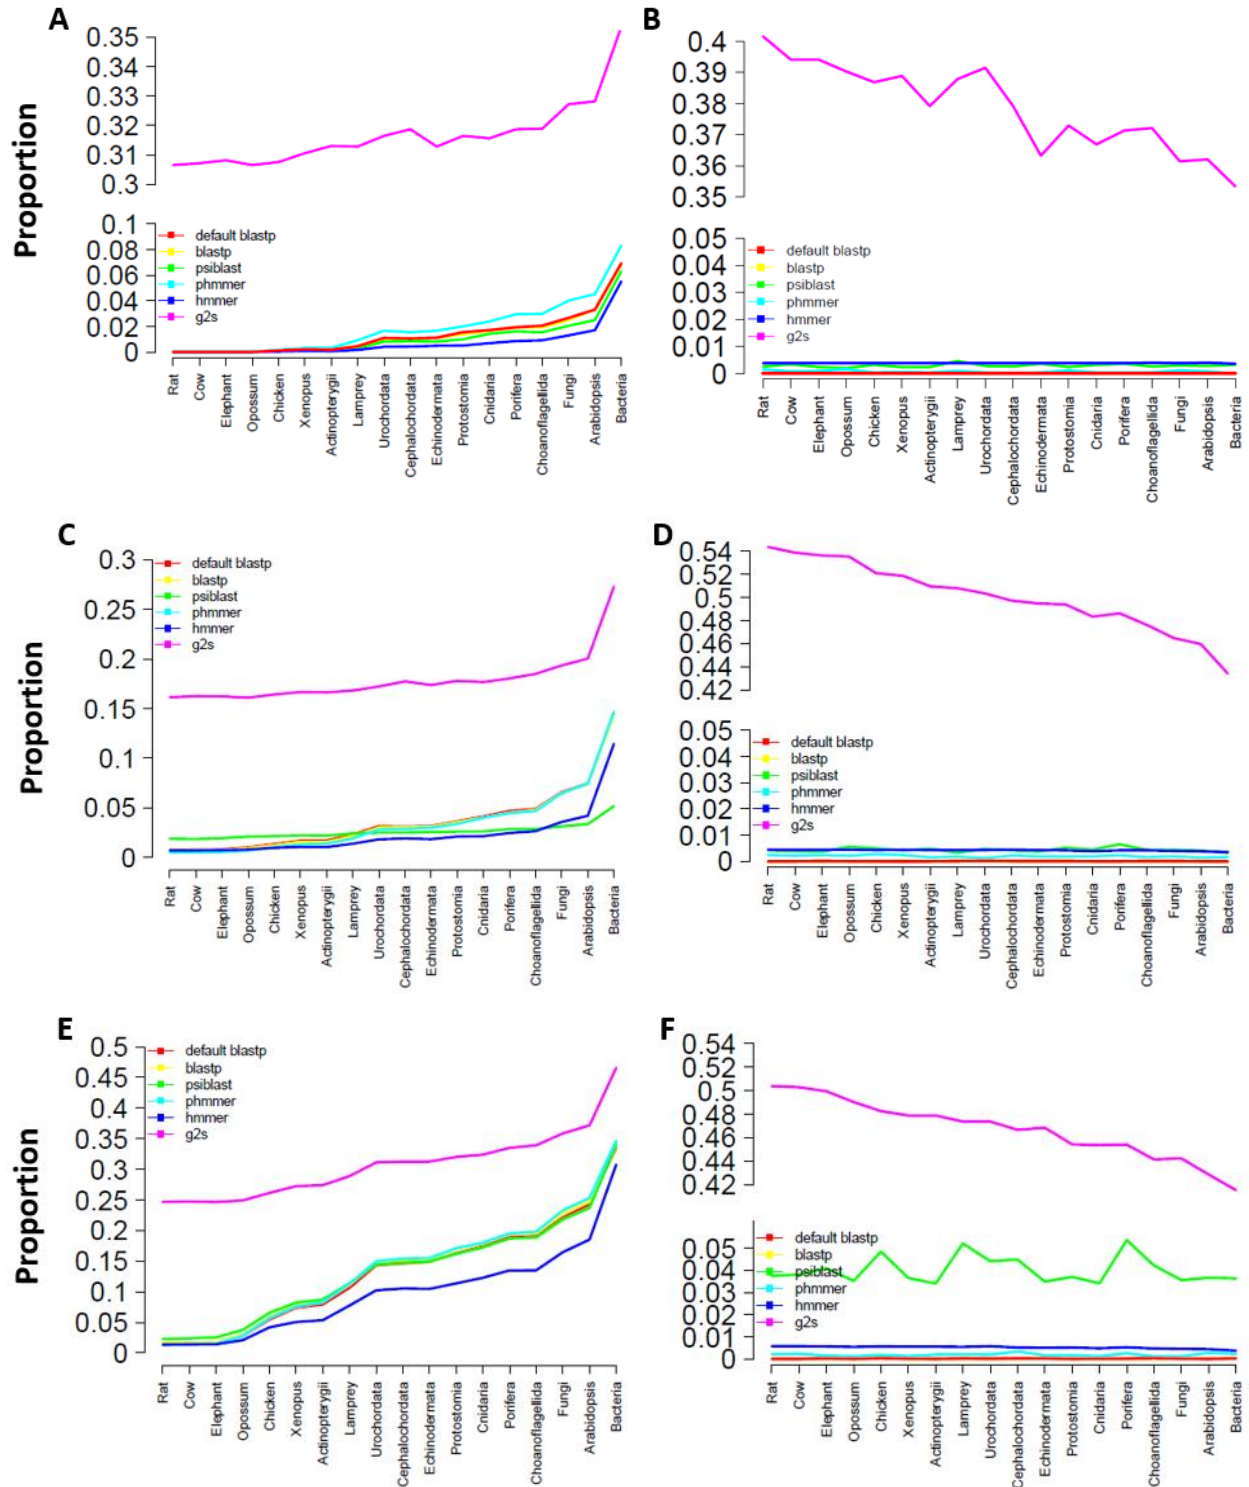 A
0.35
0.34
0.33
0.32
0.31
0.3
Proportion
0.1
0.08
0.06
0.04
0.02
0
default blastp
blastp
psiblast
phmmer
hmmer
g2s
Rat
Cow
Elephant
Opossum
Chicken
Xenopus
Actinopterygii
Lamprey
Urochordata
Cephalochordata
Echinodermata
Protostomia
Cnidaria
Porifera
Choanoflagellida
Fungi
Arabidopsis
Bacteria
B
0.4
0.39
0.38
0.37
0.36
0.35
0.05
0.04
0.03
0.02
0.01
0
default blastp
blastp
psiblast
phmmer
hmmer
g2s
Rat
Cow
Elephant
Opossum
Chicken
Xenopus
Actinopterygii
Lamprey
Urochordata
Cephalochordata
Echinodermata
Protostomia
Cnidaria
Porifera
Choanoflagellida
Fungi
Arabidopsis
Bacteria
C
0.3
0.25
0.2
0.15
0.1
0.05
0
Proportion
default blastp
blastp
psiblast
phmmer
hmmer
g2s
Rat
Cow
Elephant
Opossum
Chicken
Xenopus
Actinopterygii
Lamprey
Urochordata
Cephalochordata
Echinodermata
Protostomia
Cnidaria
Porifera
Choanoflagellida
Fungi
Arabidopsis
Bacteria
D
0.54
0.52
0.5
0.48
0.46
0.44
0.42
0.05
0.04
0.03
0.02
0.01
0
default blastp
blastp
psiblast
phmmer
hmmer
g2s
Rat
Cow
Elephant
Opossum
Chicken
Xenopus
Actinopterygii
Lamprey
Urochordata
Cephalochordata
Echinodermata
Protostomia
Cnidaria
Porifera
Choanoflagellida
Fungi
Arabidopsis
Bacteria
E
0.5
0.45
0.4
0.35
0.3
0.25
0.2
0.15
0.1
0.05
0
Proportion
default blastp
blastp
psiblast
phmmer
hmmer
g2s
Rat
Cow
Elephant
Opossum
Chicken
Xenopus
Actinopterygii
Lamprey
Urochordata
Cephalochordata
Echinodermata
Protostomia
Cnidaria
Porifera
Choanoflagellida
Fungi
Arabidopsis
Bacteria
F
0.54
0.52
0.5
0.48
0.46
0.44
0.42
0.05
0.04
0.03
0.02
0.01
0
default blastp
blastp
psiblast
phmmer
hmmer
g2s
Rat
Cow
Elephant
Opossum
Chicken
Xenopus
Actinopterygii
Lamprey
Urochordata
Cephalochordata
Echinodermata
Protostomia
Cnidaria
Porifera
Choanoflagellida
Fungi
Arabidopsis
Bacteria